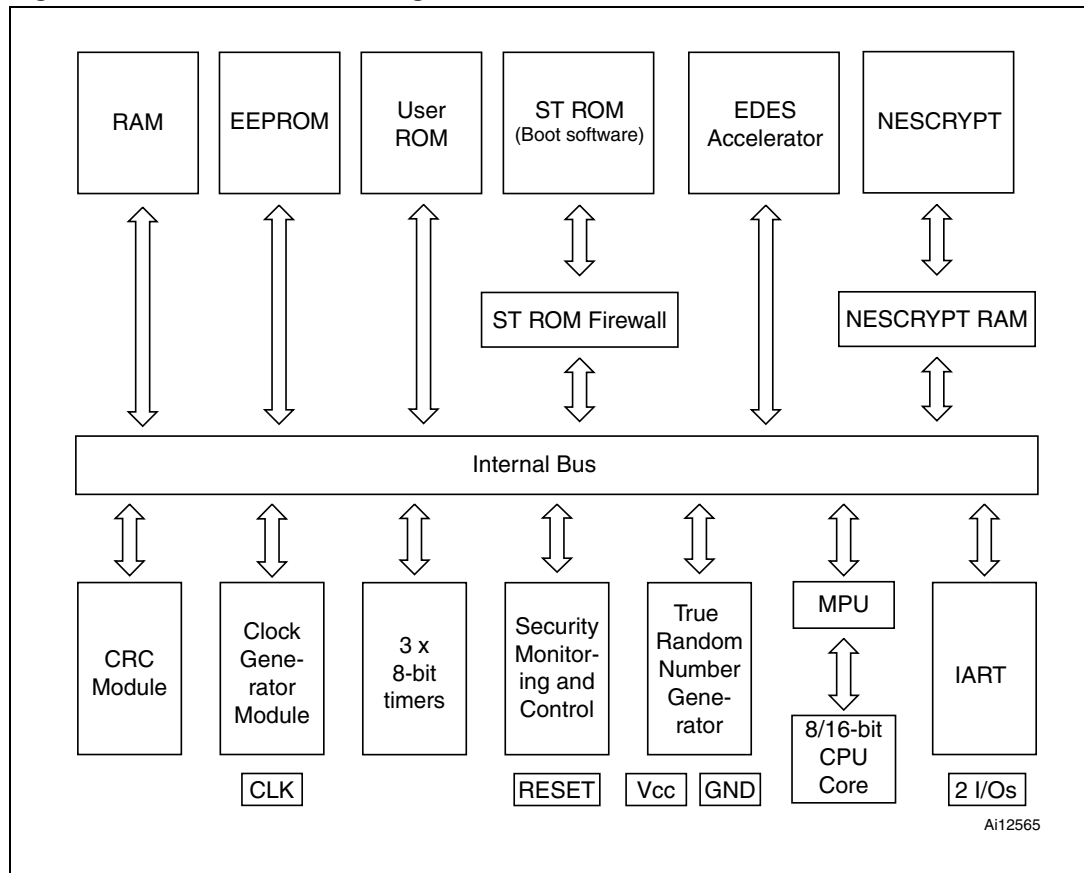 RAM
EEPROM
User
ROM
ST ROM
(Boot software)
EDES
Accelerator
NESCRYPT
ST ROM Firewall
NESCRYPT RAM
Internal Bus
CRC
Module
Clock
Gene-
rator
Module
3 x
8-bit
timers
Security
Monitor-
ing and
Control
True
Random
Number
Gene-
rator
MPU
8/16-bit
CPU
Core
IART
CLK
RESET
Vcc
GND
2 I/Os
Ai12565